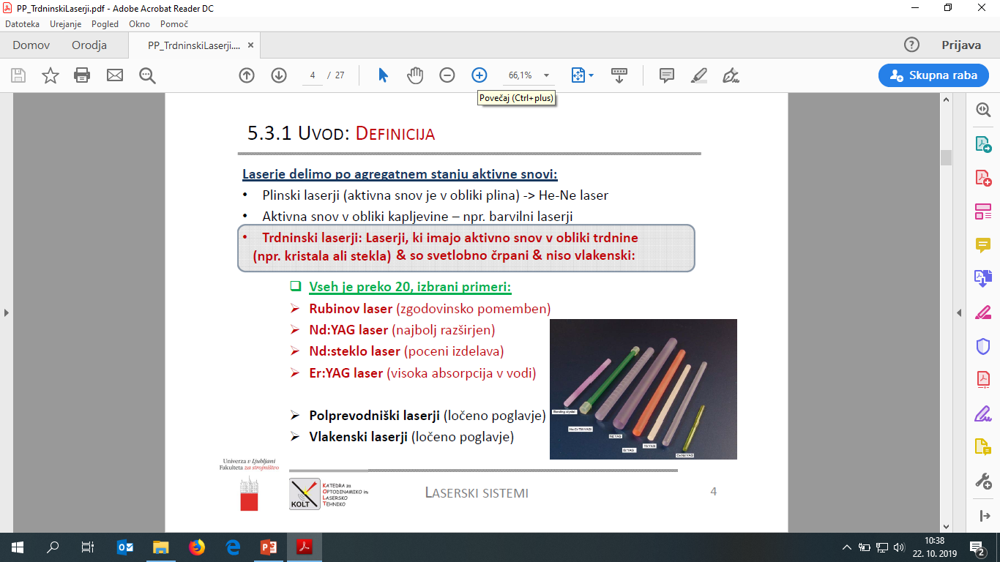 PP_TrdninskiLaserji.pdf - Adobe Acrobat Reader DC
Datoteka Urejanje Pogled Okno Pomoč
Domov Orodja PP_TrdninskiLaserji.... × Prijava
4 / 27 66,1% Skupna raba
Povečaj (Ctrl+plus)
5.3.1 UVOD: DEFINICIJA
Laserje delimo po agregatnem stanju aktivne snovi:
• Plinski laserji (aktivna snov je v obliki plina) -> He-Ne laser
• Aktivna snov v obliki kapljevine – npr. barvilni laserji
• Trdninski laserji: Laserji, ki imajo aktivno snov v obliki trdnine
(npr. kristala ali stekla) & so svetlobno črpani & niso vlakenski:
Vseh je preko 20, izbrani primeri:
Rubinov laser (zgodovinsko pomemben)
Nd:YAG laser (najbolj razširjen)
Nd:steklo laser (poceni izdelava)
Er:YAG laser (visoka absorpcija v vodi)
Polprevodniški laserji (ločeno poglavje)
Vlakenski laserji (ločeno poglavje)
Er:YAG
Yb:YAG
Univerza v Ljubljani
Fakulteta za strojništvo
KOLT
KATEDRA za
OPTODINAMIKO in
LASERSKO
TEHNIKO
LASERSKI SISTEMI
4
10:38
22. 10. 2019
2